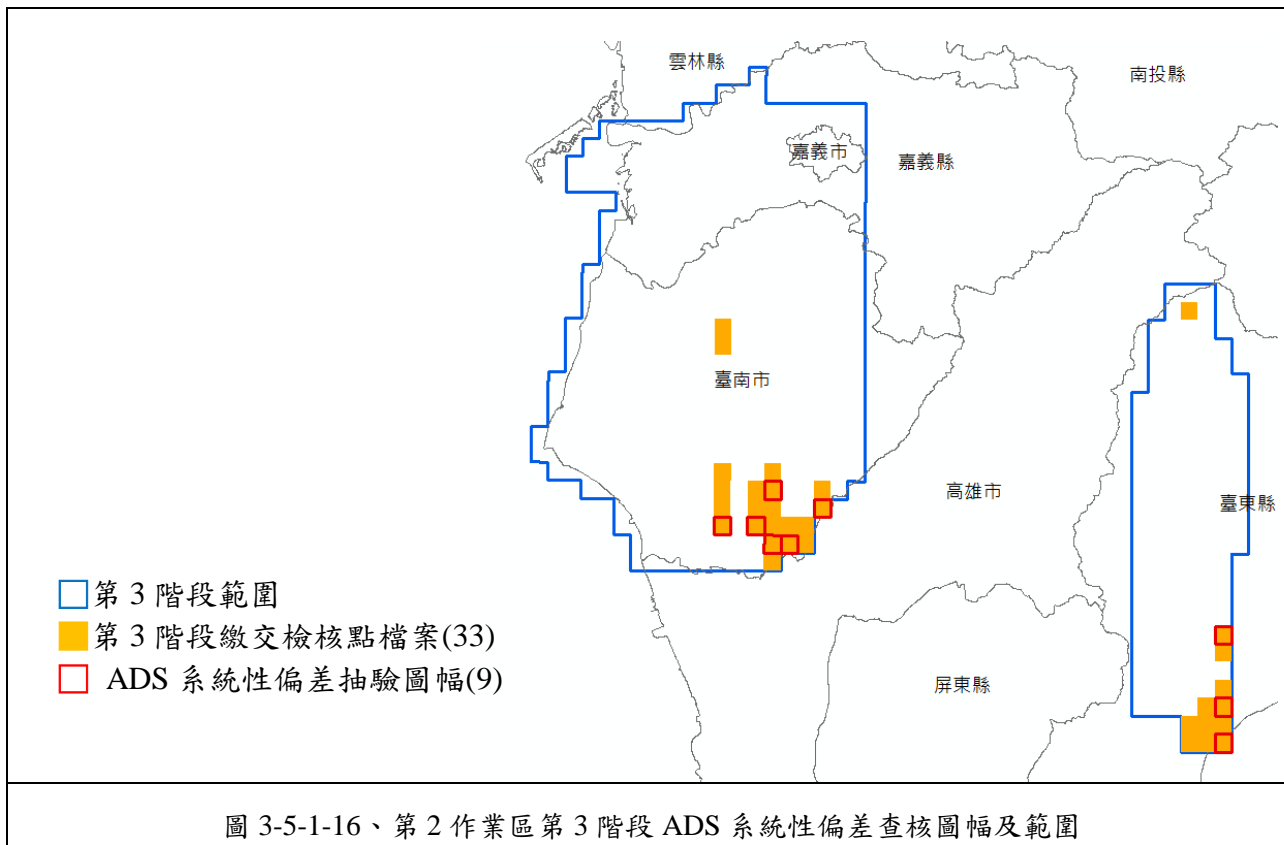 雲林縣
南投縣
嘉義市
嘉義縣
臺南市
高雄市
臺東縣
屏東縣
第 3 階段範圍
第 3 階段繳交檢核點檔案(33)
ADS 系統性偏差抽驗圖幅(9)
圖 3-5-1-16、第 2 作業區第 3 階段 ADS 系統性偏差查核圖幅及範圍